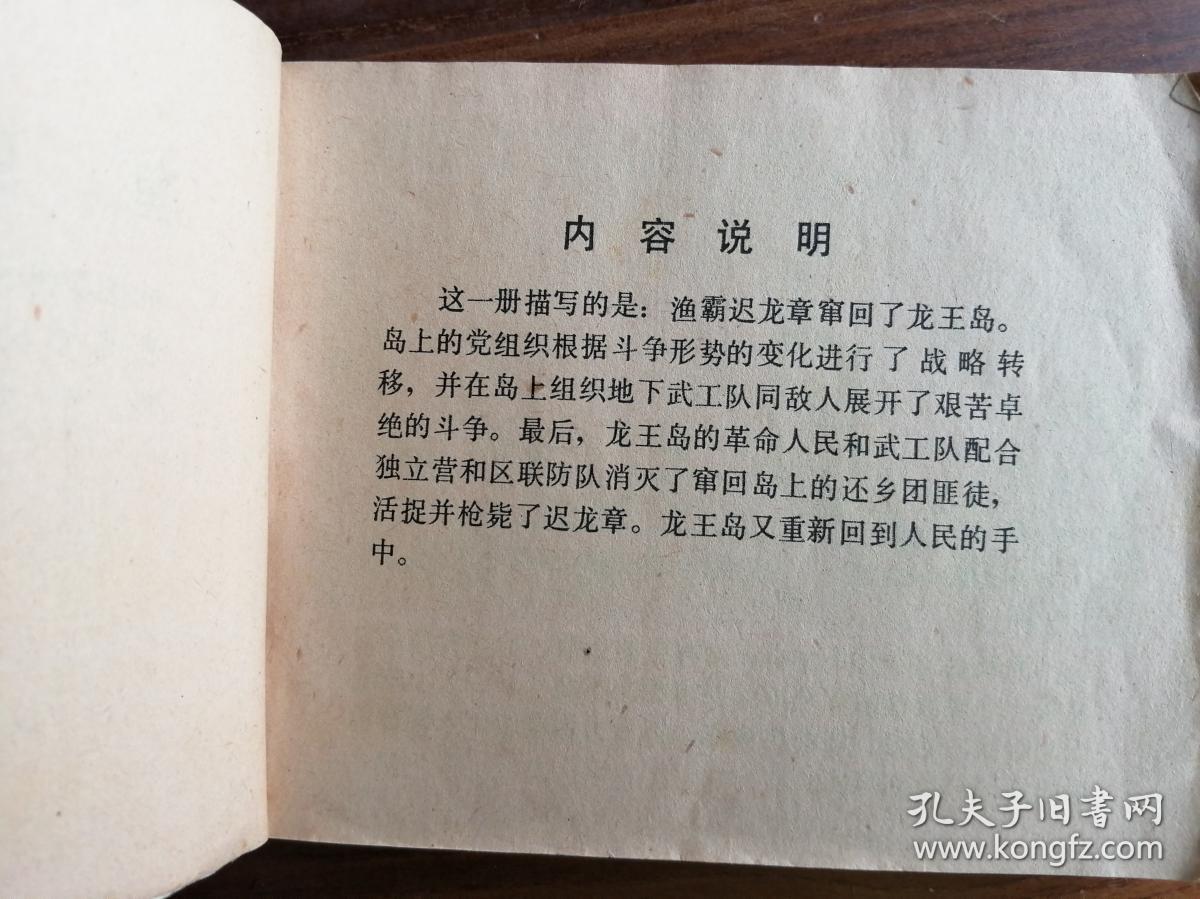 内容说明
这一册描写的是：渔霸迟龙章窜回了龙王岛。
岛上的党组织根据斗争形势的变化进行了战略转
移，并在岛上组织地下武工队同敌人展开了艰苦卓
绝的斗争。最后，龙王岛的革命人民和武工队配合
独立营和区联防队消灭了窜回岛上的还乡团匪徒，
活捉并枪毙了迟龙章。龙王岛又重新回到人民的手
中。
孔夫子旧書网
www.kongfz.com